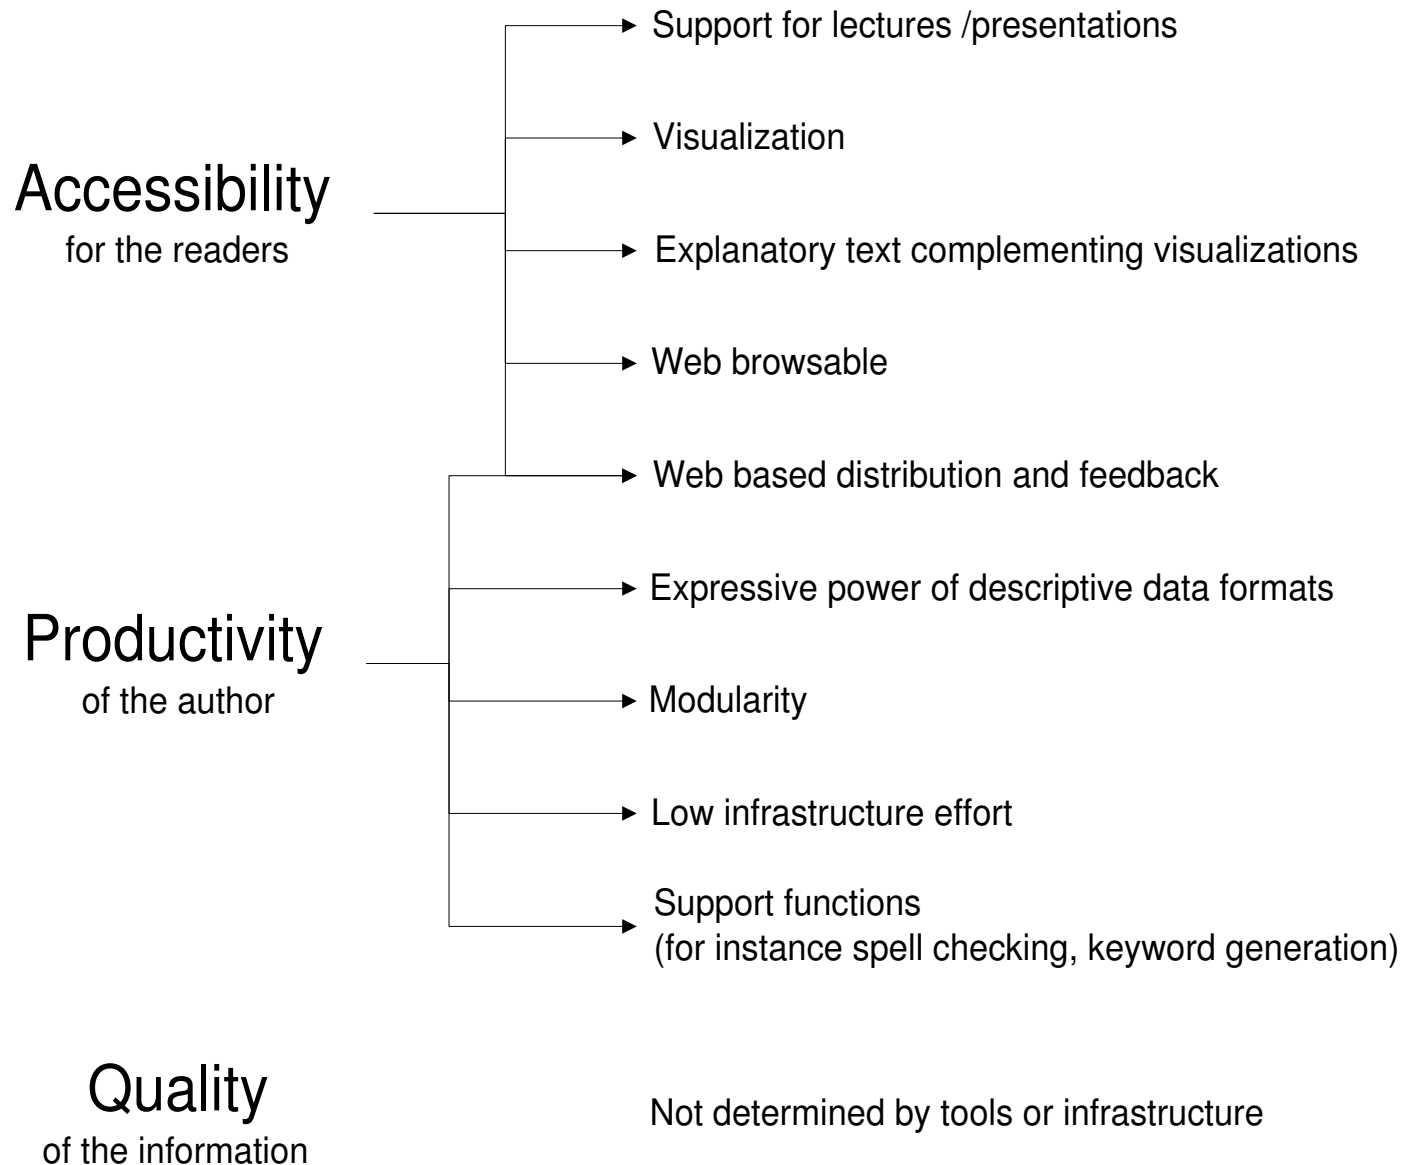 Support for lectures /presentations
Visualization
Accessibility
for the readers
Explanatory text complementing visualizations
Web browsable
Web based distribution and feedback
Expressive power of descriptive data formats
Productivity
of the author
Modularity
Low infrastructure effort
Support functions
(for instance spell checking, keyword generation)
Quality
of the information
Not determined by tools or infrastructure